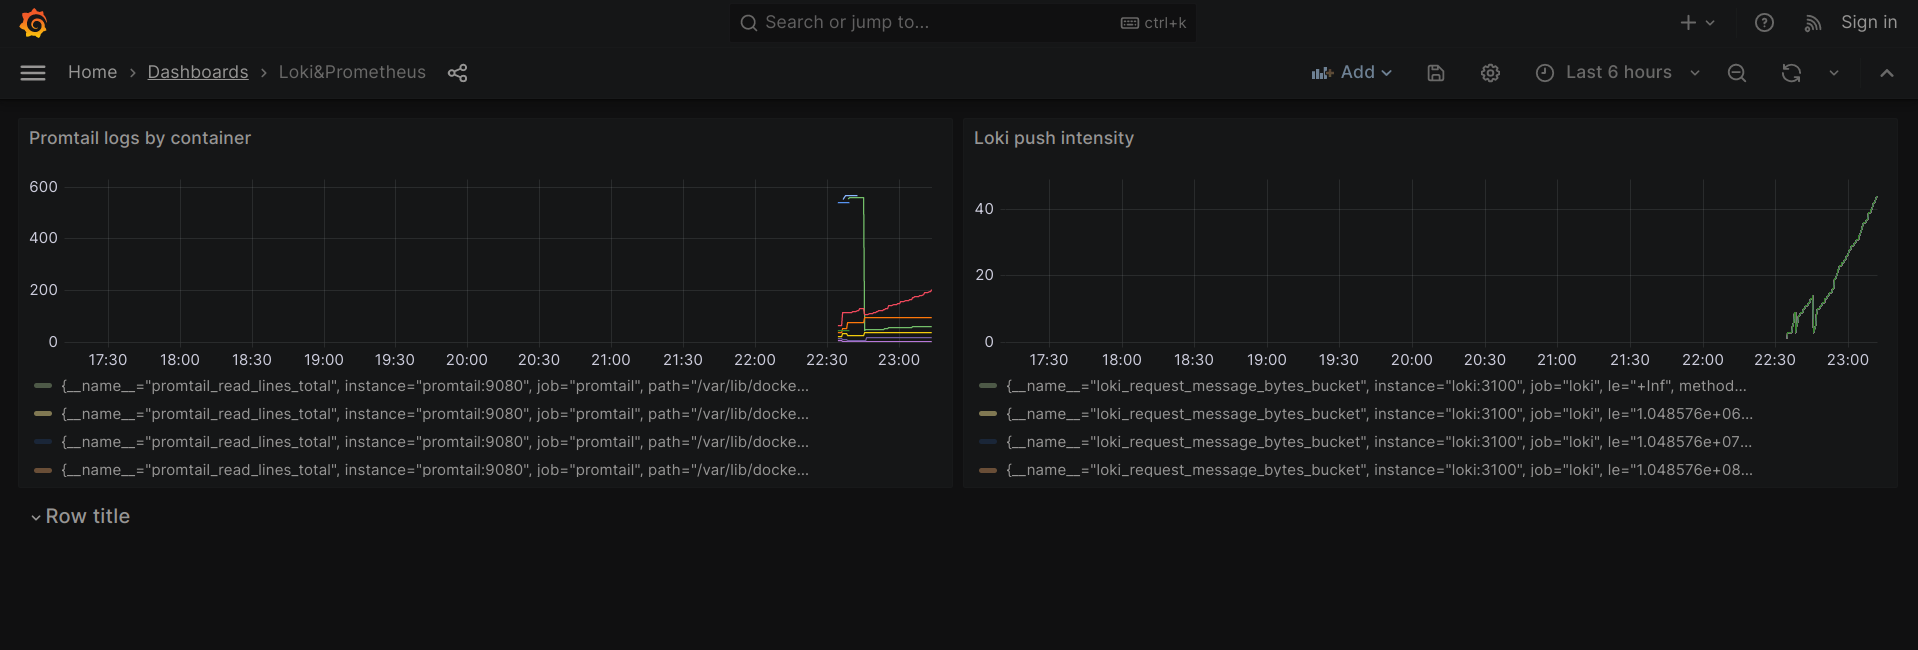 Search or jump to... ctrl+k Sign in
Home > Dashboards > Loki&Prometheus Add Last 6 hours
Promtail logs by container
600
400
200
0
17:30 18:00 18:30 19:00 19:30 20:00 20:30 21:00 21:30 22:00 22:30 23:00
{__name__="promtail_read_lines_total", instance="promtail:9080", job="promtail", path="/var/lib/docke...
{__name__="promtail_read_lines_total", instance="promtail:9080", job="promtail", path="/var/lib/docke...
{__name__="promtail_read_lines_total", instance="promtail:9080", job="promtail", path="/var/lib/docke...
{__name__="promtail_read_lines_total", instance="promtail:9080", job="promtail", path="/var/lib/docke...
Loki push intensity
40
20
0
17:30 18:00 18:30 19:00 19:30 20:00 20:30 21:00 21:30 22:00 22:30 23:00
{__name__="loki_request_message_bytes_bucket", instance="loki:3100", job="loki", le="+Inf", method...
{__name__="loki_request_message_bytes_bucket", instance="loki:3100", job="loki", le="1.048576e+06...
{__name__="loki_request_message_bytes_bucket", instance="loki:3100", job="loki", le="1.048576e+07...
{__name__="loki_request_message_bytes_bucket", instance="loki:3100", job="loki", le="1.048576e+08...
Row title